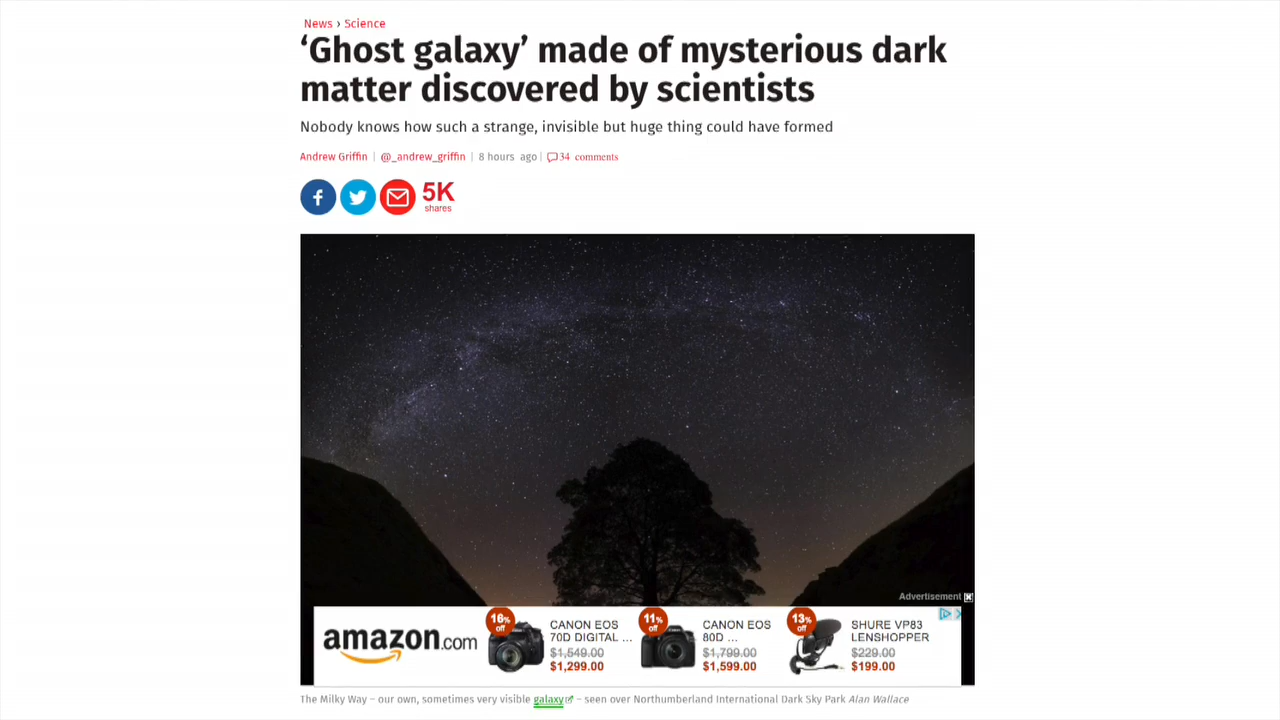 News › Science
‘Ghost galaxy’ made of mysterious dark
matter discovered by scientists
Nobody knows how such a strange, invisible but huge thing could have formed
Andrew Griffin | @_andrew_griffin | 8 hours ago | 34 comments
5K
shares
Advertisement
amazon.com
16%
off
CANON EOS
70D DIGITAL ...
$1,549.00
$1,299.00
11%
off
CANON EOS
80D ...
$1,799.00
$1,599.00
13%
off
SHURE VP83
LENSHOPPER
$229.00
$199.00
The Milky Way – our own, sometimes very visible galaxy – seen over Northumberland International Dark Sky Park Alan Wallace